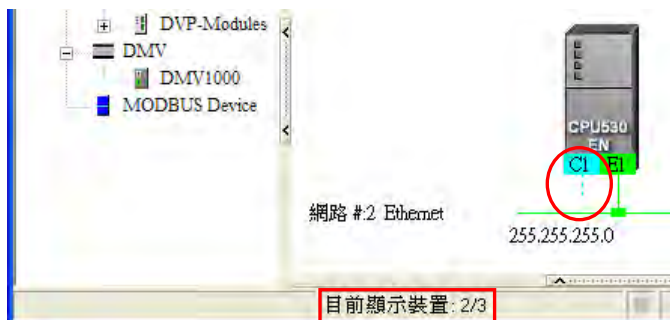 DVP-Modules
DMV
DMV1000
MODBUS Device
CPU530
EN
C1 E1
網路 #:2 Ethernet
255.255.255.0
目前顯示裝置: 2/3